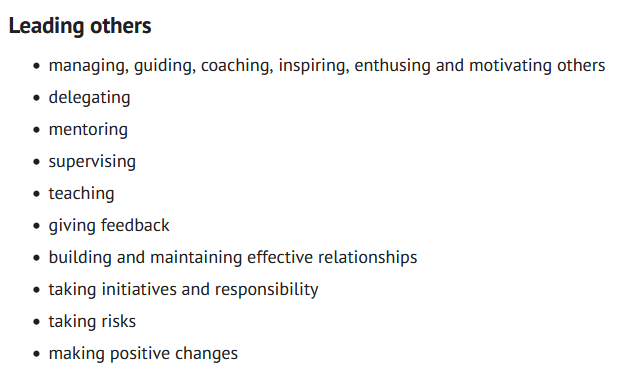 Leading others
• managing, guiding, coaching, inspiring, enthusing and motivating others
• delegating
• mentoring
• supervising
• teaching
• giving feedback
• building and maintaining effective relationships
• taking initiatives and responsibility
• taking risks
• making positive changes